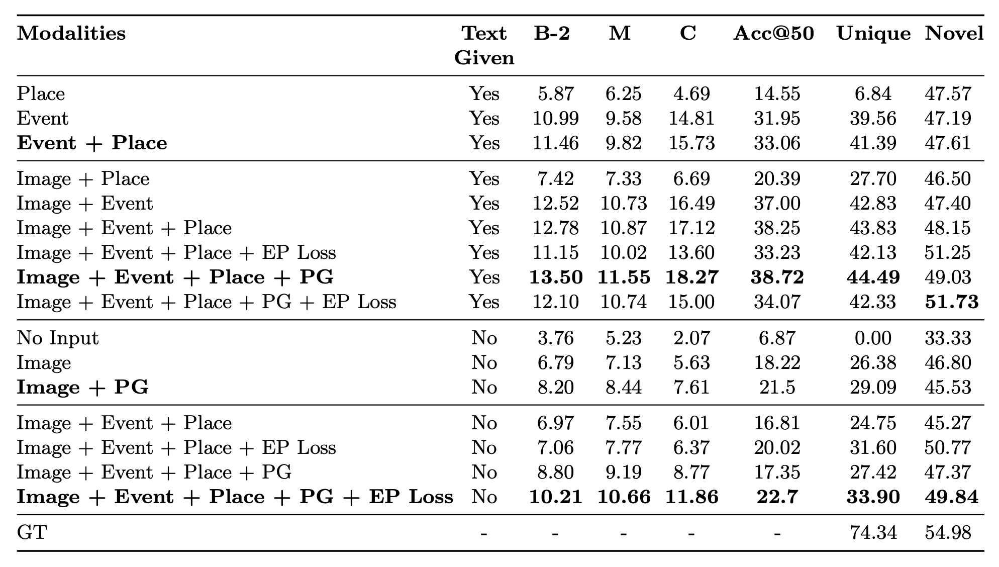 Modalities Text Given B-2 M C Acc@50 Unique Novel
Place Yes 5.87 6.25 4.69 14.55 6.84 47.57
Event Yes 10.99 9.58 14.81 31.95 39.56 47.19
Event + Place Yes 11.46 9.82 15.73 33.06 41.39 47.61
Image + Place Yes 7.42 7.33 6.69 20.39 27.70 46.50
Image + Event Yes 12.52 10.73 16.49 37.00 42.83 47.40
Image + Event + Place Yes 12.78 10.87 17.12 38.25 43.83 48.15
Image + Event + Place + EP Loss Yes 11.15 10.02 13.60 33.23 42.13 51.25
Image + Event + Place + PG Yes 13.50 11.55 18.27 38.72 44.49 49.03
Image + Event + Place + PG + EP Loss Yes 12.10 10.74 15.00 34.07 42.33 51.73
No Input No 3.76 5.23 2.07 6.87 0.00 33.33
Image No 6.79 7.13 5.63 18.22 26.38 46.80
Image + PG No 8.20 8.44 7.61 21.5 29.09 45.53
Image + Event + Place No 6.97 7.55 6.01 16.81 24.75 45.27
Image + Event + Place + EP Loss No 7.06 7.77 6.37 20.02 31.60 50.77
Image + Event + Place + PG No 8.80 9.19 8.77 17.35 27.42 47.37
Image + Event + Place + PG + EP Loss No 10.21 10.66 11.86 22.7 33.90 49.84
GT - - - - - 74.34 54.98